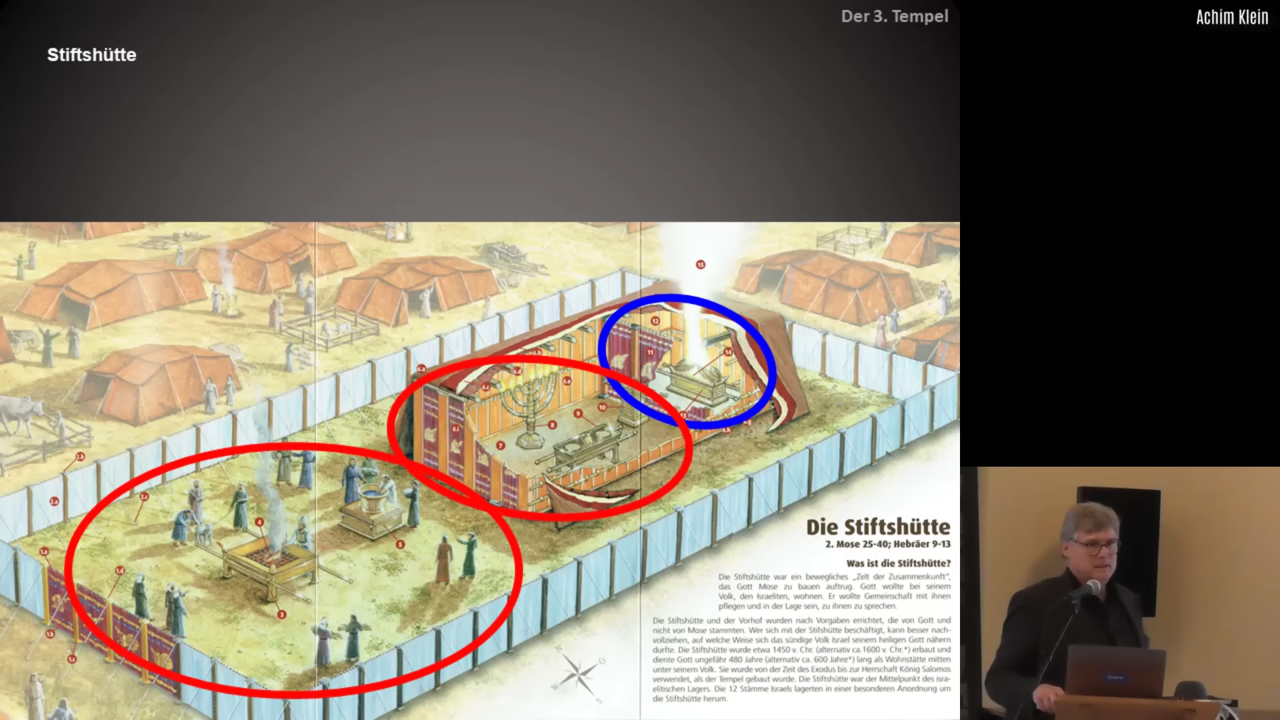 Der 3. Tempel
Achim Klein
Stiftshütte
Die Stiftshütte
2. Mose 25-40; Hebräer 9-13
Was ist die Stiftshütte?
Die Stiftshütte war ein bewegliches „Zelt der Zusammenkunft",
das Gott Mose zu bauen auftrug. Gott wollte bei seinem
Volk, den Israeliten, wohnen. Er wollte Gemeinschaft mit ihnen
pflegen und in der Lage sein, zu ihnen zu sprechen.
Die Stiftshütte und der Vorhof wurden nach Vorgaben errichtet, die von Gott und
nicht von Mose stammten. Wer sich mit der Stifshütte beschäftigt, kann besser nach-
vollziehen, auf welche Weise sich das sündige Volk Israel seinem heiligen Gott nähern
durfte. Die Stiftshütte wurde etwa 1450 v. Chr. (alternativ ca.1600 v. Chr.*) erbaut und
diente Gott ungefähr 480 Jahre (alternativ ca. 600 Jahre*) lang als Wohnstätte mitten
unter seinem Volk. Sie wurde von der Zeit des Exodus bis zur Herrschaft König Salomos
verwendet, als der Tempel gebaut wurde. Die Stiftshütte war der Mittelpunkt des isra-
elitischen Lagers. Die 12 Stämme Israels lagerten in einer besonderen Anordnung um
die Stiftshütte herum.